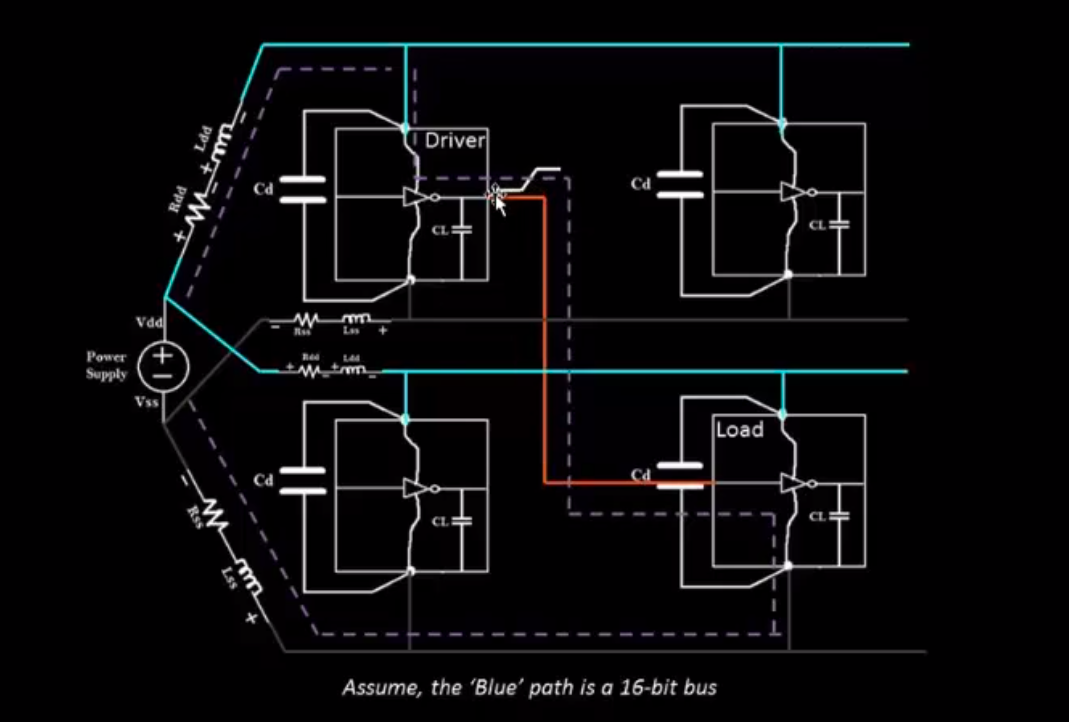 Ldd
Rdd
+
−
+
−
Cd
Driver
CL
Cd
CL
Vdd
− Rss Lss +
Power
Supply
+
−
Rdd Ldd
+ − + −
Vss
Cd
CL
Load
Cd
CL
−
Rss
Lss
+
Assume, the ‘Blue’ path is a 16-bit bus